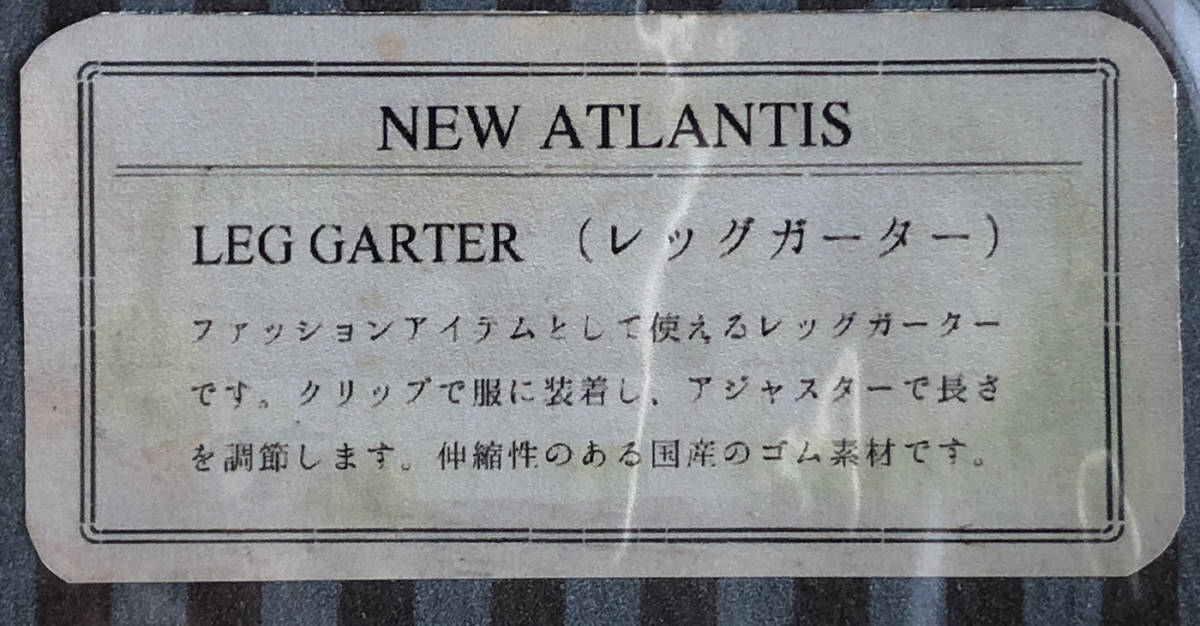 NEW ATLANTIS
LEG GARTER （レッグガーター）
ファッションアイテムとして使えるレッグガーター
です。クリップで服に装着し、アジャスターで長さ
を調節します。伸縮性のある国産のゴム素材です。